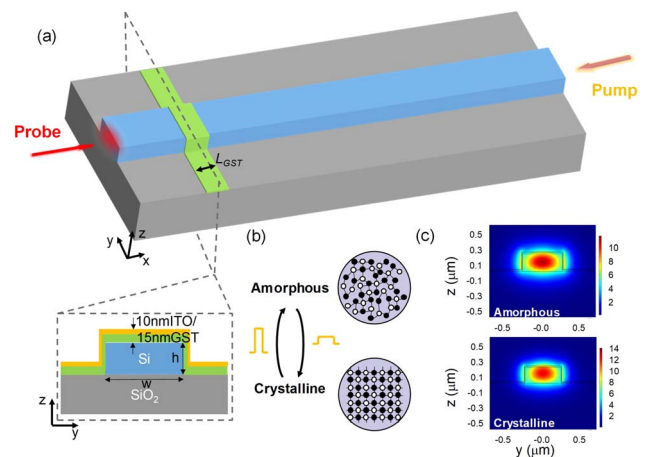 (a)
Pump
Probe
L_GST
z
y
x
10nmITO/
15nmGST
Si
h
w
SiO₂
z
y
(b)
Amorphous
Crystalline
(c)
0.5
0.3
0.1
-0.1
-0.3
-0.5
z (μm)
Amorphous
-0.5
-0.0
0.5
10
8
6
4
2
0.5
0.3
0.1
-0.1
-0.3
-0.5
z (μm)
Crystalline
-0.5
-0.0
0.5
y (μm)
14
12
10
8
6
4
2